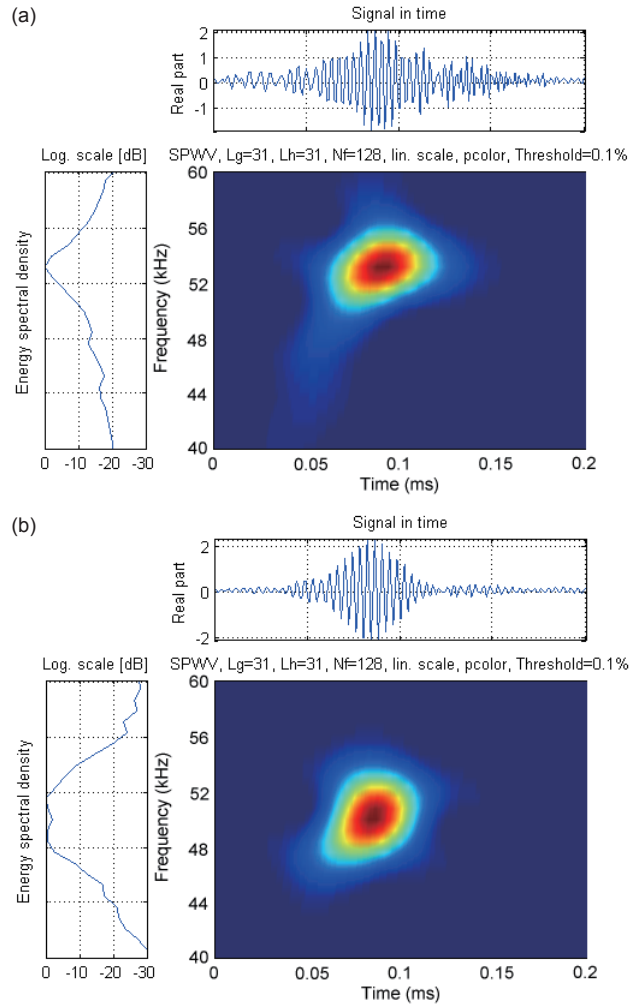 (a)
Signal in time
Real part
2
1
0
-1
Log. scale [dB]
SPWV, Lg=31, Lh=31, Nf=128, lin. scale, pcolor, Threshold=0.1%
Energy spectral density
0 -10 -20 -30
Frequency (kHz)
60
56
52
48
44
40
0 0.05 0.1 0.15 0.2
Time (ms)
(b)
Signal in time
Real part
2
0
-2
Log. scale [dB]
SPWV, Lg=31, Lh=31, Nf=128, lin. scale, pcolor, Threshold=0.1%
Energy spectral density
0 -10 -20 -30
Frequency (kHz)
60
56
52
48
44
40
0 0.05 0.1 0.15 0.2
Time (ms)